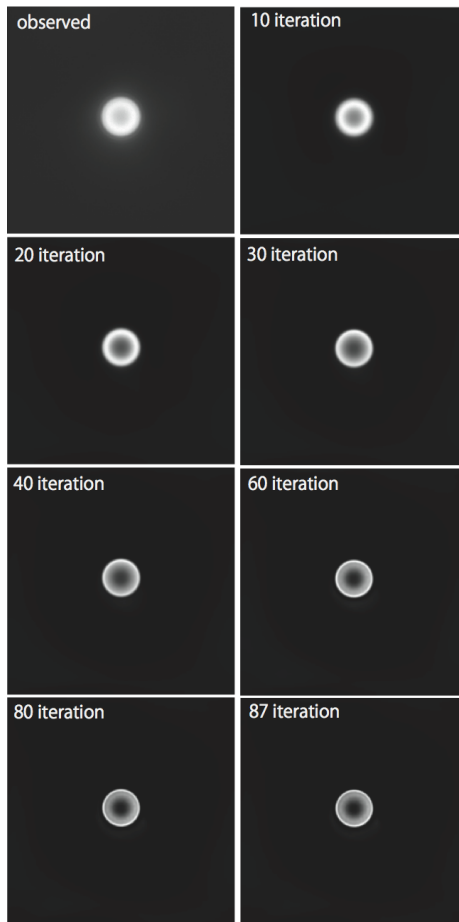 observed
10 iteration
20 iteration
30 iteration
40 iteration
60 iteration
80 iteration
87 iteration